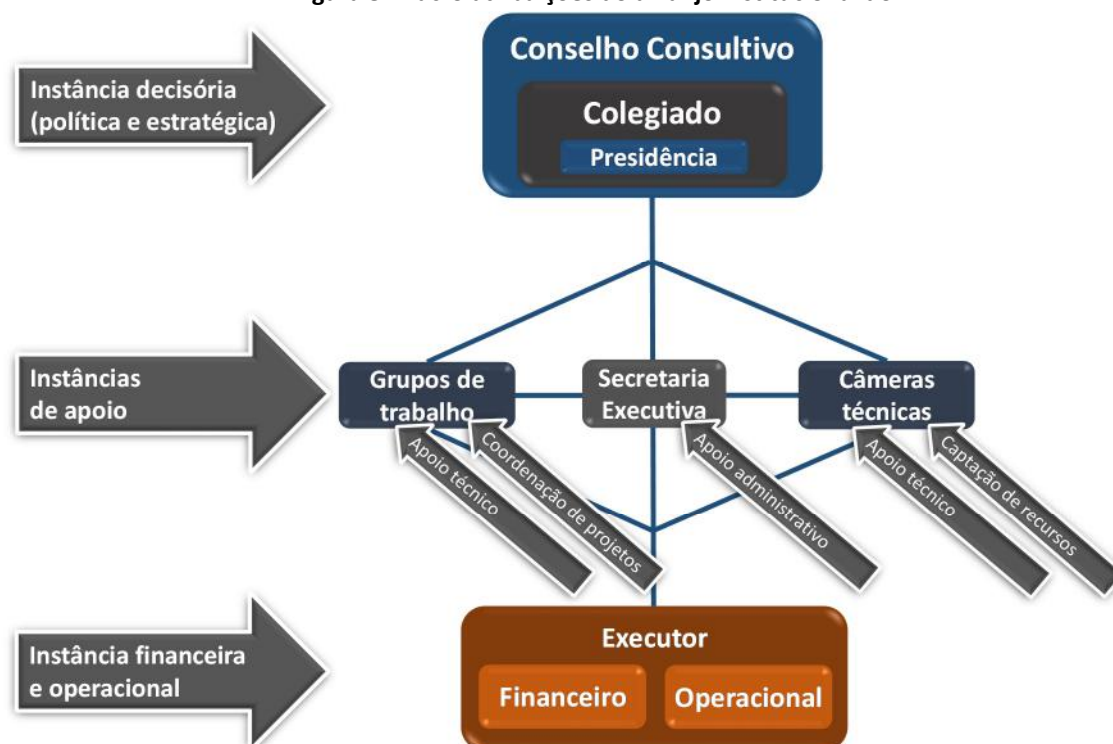 Conselho Consultivo
Instância decisória
(política e estratégica)
Colegiado
Presidência
Instâncias
de apoio
Grupos de
trabalho
Secretaria
Executiva
Câmeras
técnicas
Apoio técnico
Coordenação de projetos
Apoio administrativo
Apoio técnico
Captação de recursos
Instância financeira
e operacional
Executor
Financeiro
Operacional